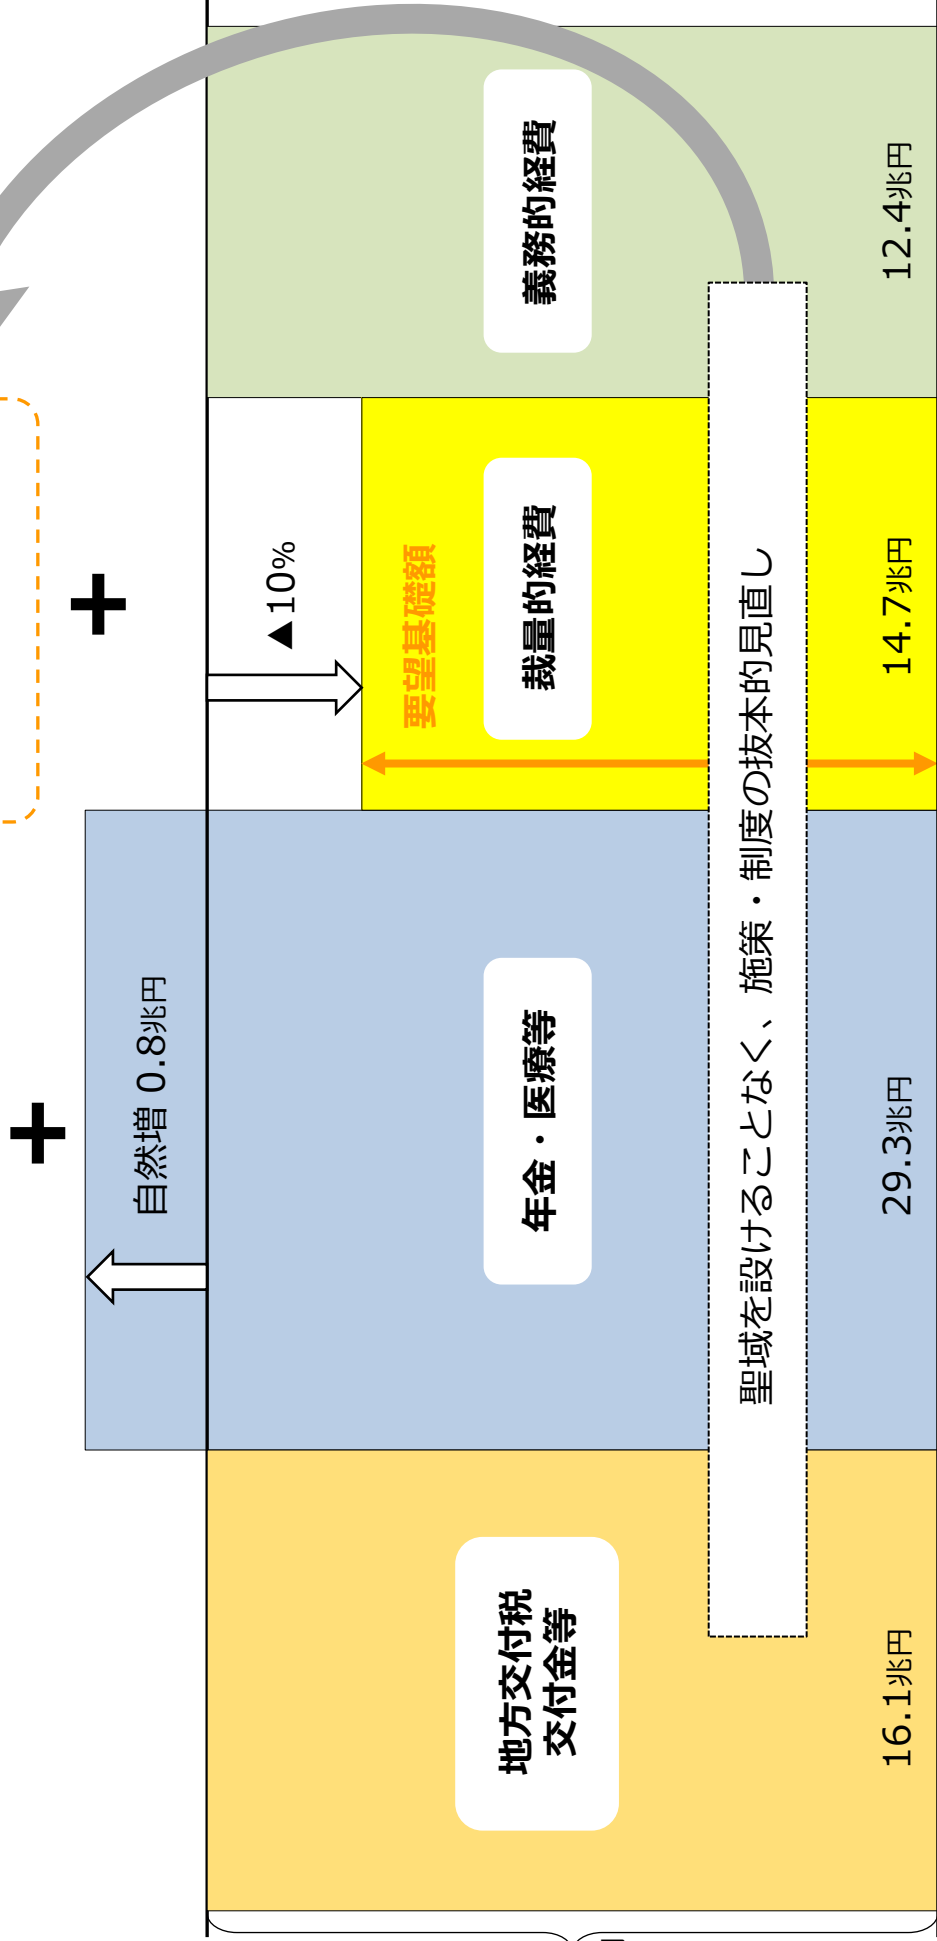 自然増 0.8兆円
▲10%
要望基礎額
地方交付税
交付金等
年金・医療等
裁量的経費
義務的経費
聖域を設けることなく、施策・制度の抜本的見直し
16.1兆円
29.3兆円
14.7兆円
12.4兆円